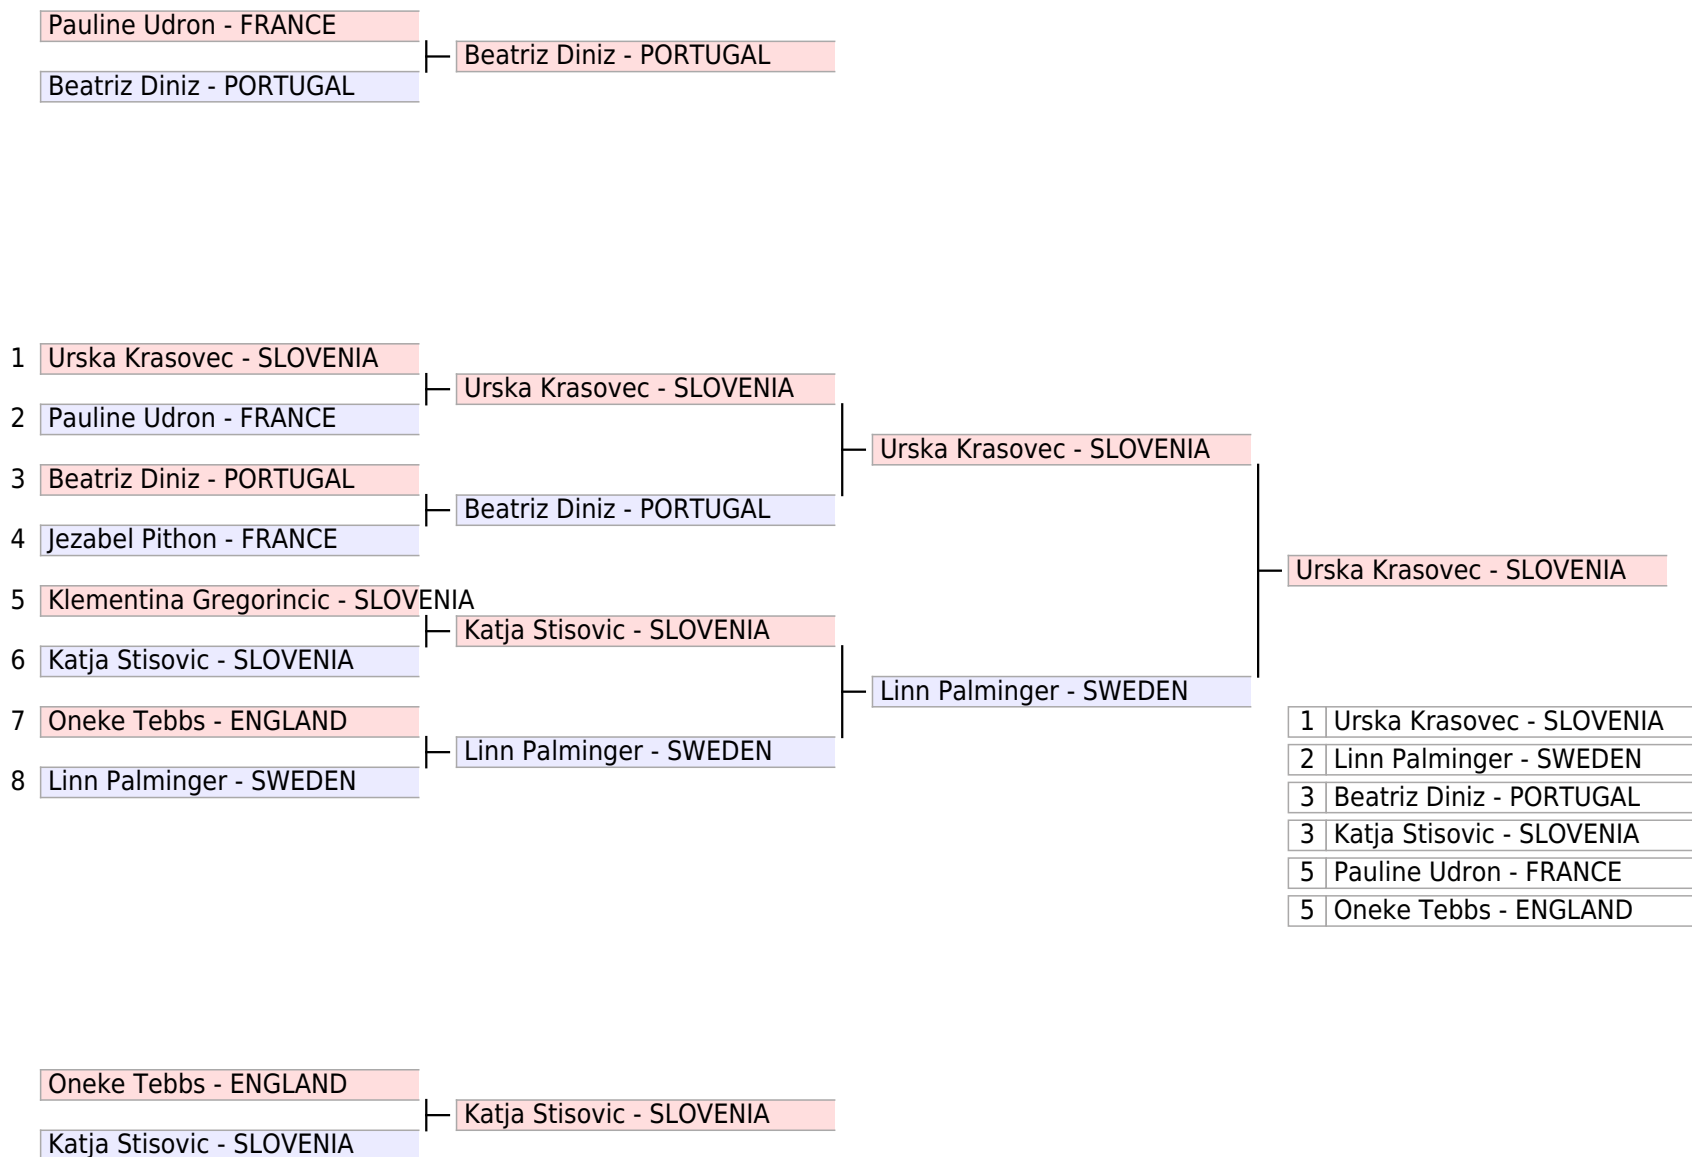 Pauline Udron - FRANCE
Beatriz Diniz - PORTUGAL
Beatriz Diniz - PORTUGAL
1 Urska Krasovec - SLOVENIA
Urska Krasovec - SLOVENIA
2 Pauline Udron - FRANCE
Urska Krasovec - SLOVENIA
3 Beatriz Diniz - PORTUGAL
Beatriz Diniz - PORTUGAL
4 Jezabel Pithon - FRANCE
Urska Krasovec - SLOVENIA
5 Klementina Gregorincic - SLOVENIA
Katja Stisovic - SLOVENIA
6 Katja Stisovic - SLOVENIA
Linn Palminger - SWEDEN
7 Oneke Tebbs - ENGLAND
Linn Palminger - SWEDEN
8 Linn Palminger - SWEDEN
1 Urska Krasovec - SLOVENIA
2 Linn Palminger - SWEDEN
3 Beatriz Diniz - PORTUGAL
3 Katja Stisovic - SLOVENIA
5 Pauline Udron - FRANCE
5 Oneke Tebbs - ENGLAND
Oneke Tebbs - ENGLAND
Katja Stisovic - SLOVENIA
Katja Stisovic - SLOVENIA